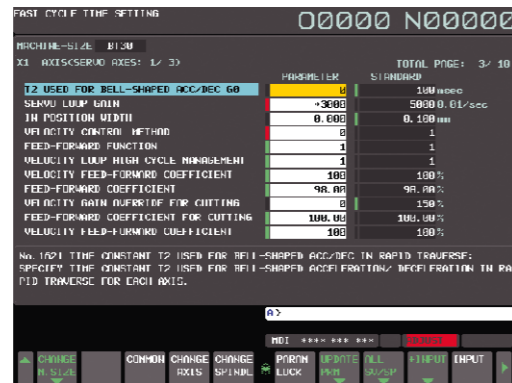 FAST CYCLE TIME SETTING O0000 N00000
MACHINE-SIZE BT30
X1 AXIS(SERVO AXES: 1/ 3) TOTAL PAGE: 3/ 10
PARAMETER STANDARD
T2 USED FOR BELL-SHAPED ACC/DEC G0 0 100 msec
SERVO LOOP GAIN *3000 5000 0.01/sec
IN POSITION WIDTH 0.000 0.100 mm
VELOCITY CONTROL METHOD 0 1
FEED-FORWARD FUNCTION 1 1
VELOCITY LOOP HIGH CYCLE MANAGEMENT 1 1
VELOCITY FEED-FORWARD COEFFICIENT 100 100 %
FEED-FORWARD COEFFICIENT 98.00 98.00 %
VELOCITY GAIN OVERRIDE FOR CUTTING 0 150 %
FEED-FORWARD COEFFICIENT FOR CUTTING 100.00 100.00 %
VELOCITY FEED-FORWARD COEFFICIENT 100 100 %
No.1621 TIME CONSTANT T2 USED FOR BELL-SHAPED ACC/DEC IN RAPID TRAVERSE:
SPECIFY TIME CONSTANT T2 USED FOR BELL-SHAPED ACCELERATION/ DECELERATION IN RA
PID TRAVERSE FOR EACH AXIS.
A>
MDI **** *** ***
CHANGE COMMON CHANGE CHANGE PARAM UPDATE ALL +INPUT INPUT
M.SIZE AXIS SPINDL LOCK PRM SV/SP